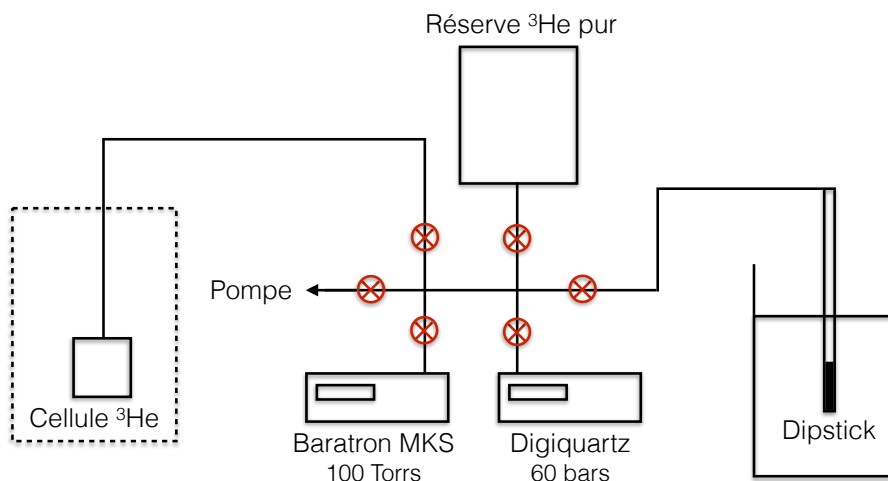 Réserve ³He pur
Pompe
Cellule ³He
Baratron MKS
100 Torrs
Digiquartz
60 bars
Dipstick